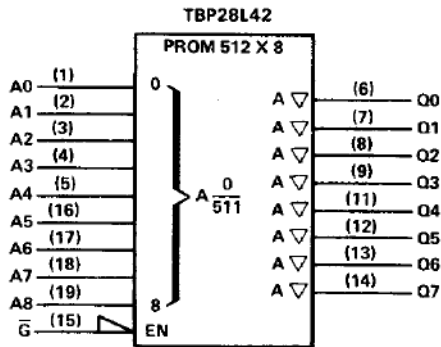 TBP28L42
PROM 512 X 8
A0 (1) 0
A1 (2)
A2 (3)
A3 (4)
A4 (5)
A5 (16)
A6 (17)
A7 (18)
A8 (19) 8
G̅ (15) EN
A 0
511
A ▽ (6) Q0
A ▽ (7) Q1
A ▽ (8) Q2
A ▽ (9) Q3
A ▽ (11) Q4
A ▽ (12) Q5
A ▽ (13) Q6
A ▽ (14) Q7